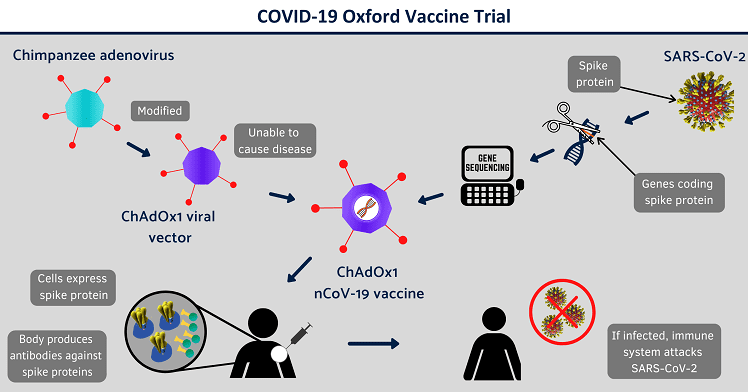 COVID-19 Oxford Vaccine Trial
Chimpanzee adenovirus
SARS-CoV-2
Spike
protein
Modified
Unable to
cause disease
GENE
SEQUENCING
Genes coding
spike protein
ChAdOx1 viral
vector
ChAdOx1
nCoV-19 vaccine
Cells express
spike protein
Body produces
antibodies against
spike proteins
If infected, immune
system attacks
SARS-CoV-2